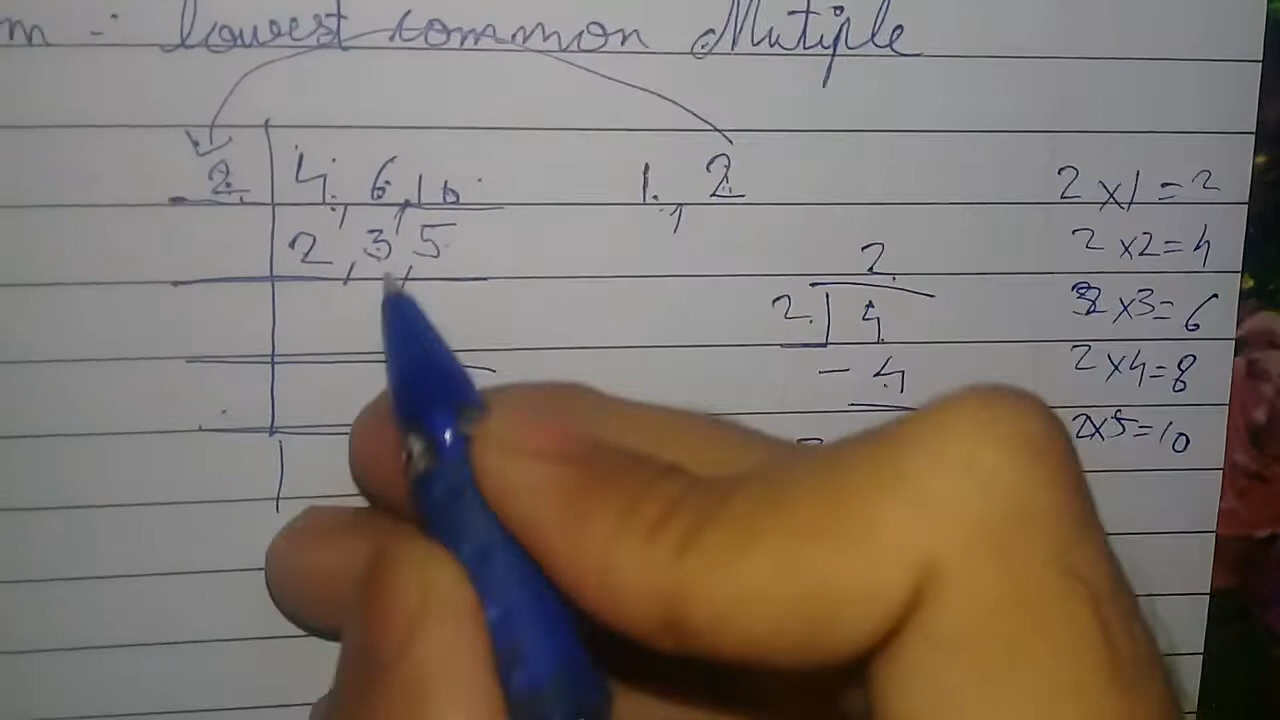 m :- lowest common Mutiple
2 4, 6, 10
2, 3, 5
1, 2
2
2 4
- 4
2 x 1 = 2
2 x 2 = 4
2 x 3 = 6
2 x 4 = 8
2 x 5 = 10